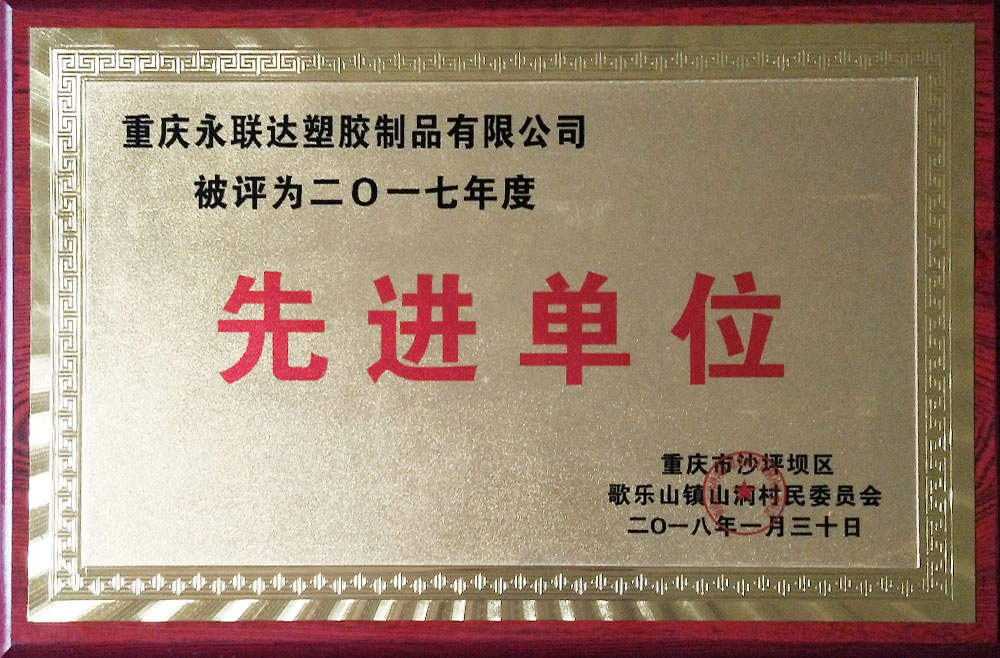 重庆永联达塑胶制品有限公司
被评为二〇一七年度
先进单位
重庆市沙坪坝区
歌乐山镇山洞村民委员会
二〇一八年一月三十日